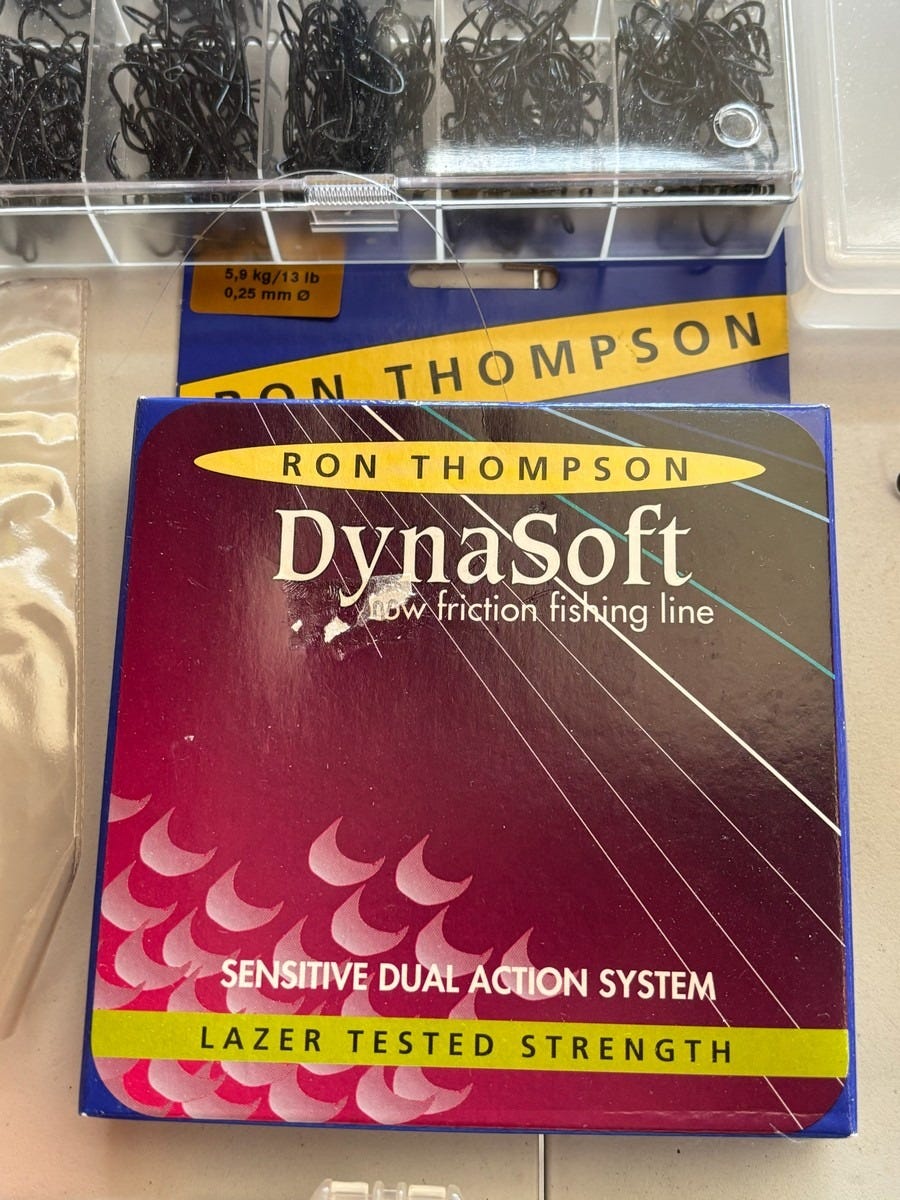 5,9 kg/13 lb
0,25 mm Ø
RON THOMPSON
RON THOMPSON
DynaSoft
Low friction fishing line
SENSITIVE DUAL ACTION SYSTEM
LAZER TESTED STRENGTH